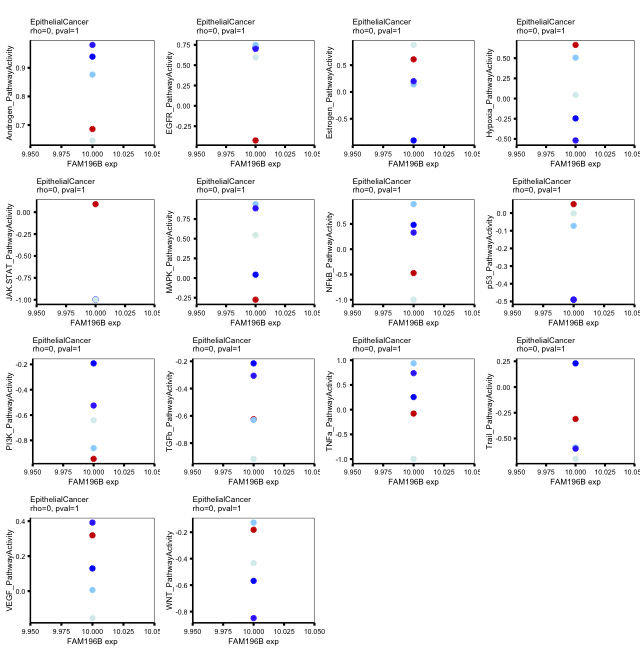 EpithelialCancer
rho=0, pval=1
Androgen_PathwayActivity
0.9
0.8
0.7
9.950 9.975 10.000 10.025 10.05
FAM196B exp
EpithelialCancer
rho=0, pval=1
EGFR_PathwayActivity
0.75
0.50
0.25
0.00
-0.25
9.950 9.975 10.000 10.025 10.05
FAM196B exp
EpithelialCancer
rho=0, pval=1
Estrogen_PathwayActivity
0.5
0.0
-0.5
9.950 9.975 10.000 10.025 10.05
FAM196B exp
EpithelialCancer
rho=0, pval=1
Hypoxia_PathwayActivity
0.50
0.25
0.00
-0.25
-0.50
9.950 9.975 10.000 10.025 10.05
FAM196B exp
EpithelialCancer
rho=0, pval=1
JAK.STAT_PathwayActivity
0.00
-0.25
-0.50
-0.75
-1.00
9.950 9.975 10.000 10.025 10.05
FAM196B exp
EpithelialCancer
rho=0, pval=1
MAPK_PathwayActivity
0.75
0.50
0.25
0.00
-0.25
9.950 9.975 10.000 10.025 10.05
FAM196B exp
EpithelialCancer
rho=0, pval=1
NFkB_PathwayActivity
0.5
0.0
-0.5
-1.0
9.950 9.975 10.000 10.025 10.05
FAM196B exp
EpithelialCancer
rho=0, pval=1
p53_PathwayActivity
0.0
-0.1
-0.2
-0.3
-0.4
-0.5
9.950 9.975 10.000 10.025 10.05
FAM196B exp
EpithelialCancer
rho=0, pval=1
PI3K_PathwayActivity
-0.2
-0.4
-0.6
-0.8
9.950 9.975 10.000 10.025 10.05
FAM196B exp
EpithelialCancer
rho=0, pval=1
TGFb_PathwayActivity
-0.2
-0.4
-0.6
-0.8
9.950 9.975 10.000 10.025 10.05
FAM196B exp
EpithelialCancer
rho=0, pval=1
TNFa_PathwayActivity
1.0
0.5
0.0
-0.5
-1.0
9.950 9.975 10.000 10.025 10.05
FAM196B exp
EpithelialCancer
rho=0, pval=1
Trail_PathwayActivity
0.25
0.00
-0.25
-0.50
9.950 9.975 10.000 10.025 10.05
FAM196B exp
EpithelialCancer
rho=0, pval=1
VEGF_PathwayActivity
0.4
0.2
0.0
9.950 9.975 10.000 10.025 10.05
FAM196B exp
EpithelialCancer
rho=0, pval=1
WNT_PathwayActivity
-0.2
-0.4
-0.6
-0.8
9.950 9.975 10.000 10.025 10.050
FAM196B exp